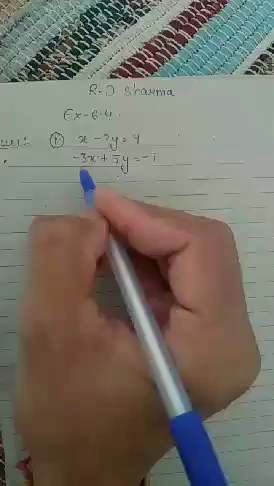 R.D Sharma
Ex-6.4.
① x - 2y = 4
-3x + 5y = -7